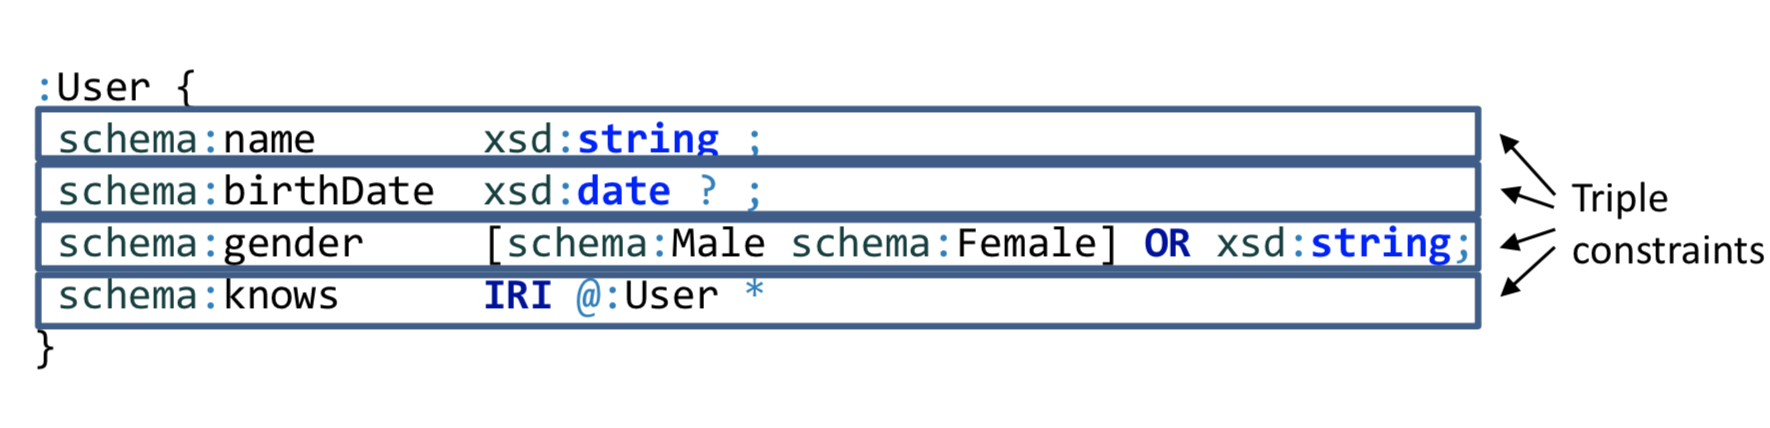 :User {
schema:name xsd:string ;
schema:birthDate xsd:date ? ;
schema:gender [schema:Male schema:Female] OR xsd:string;
schema:knows IRI @:User *
}
Triple
constraints